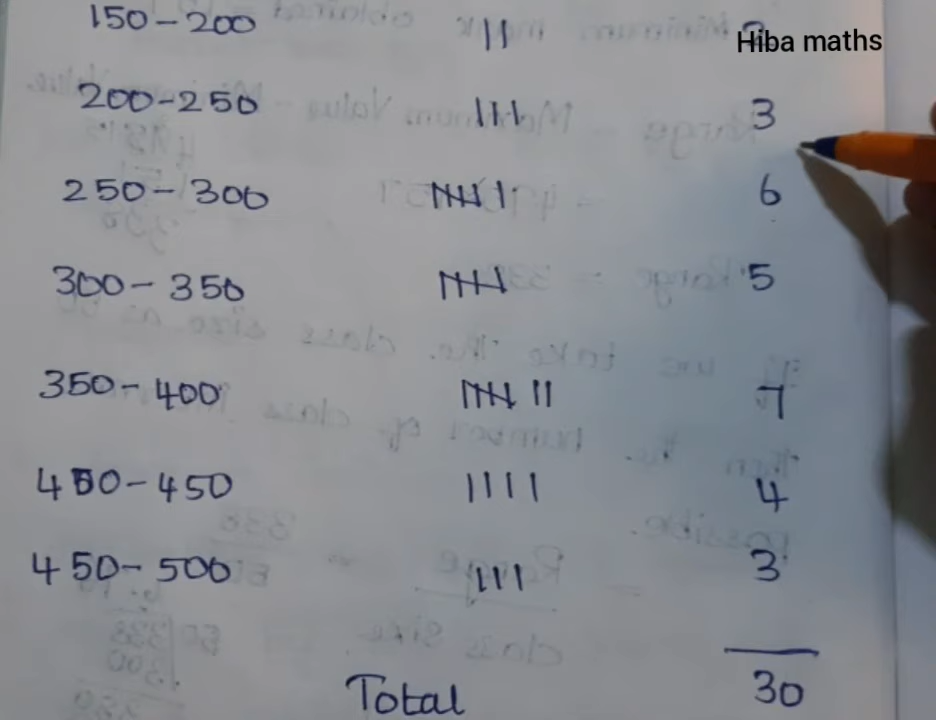 150-200 || Hiba maths
200-250 ||| 3
250-300 𝍸 | 6
300-350 𝍸 5
350-400 𝍸 || 7
400-450 |||| 4
450-500 ||| 3
Total 30